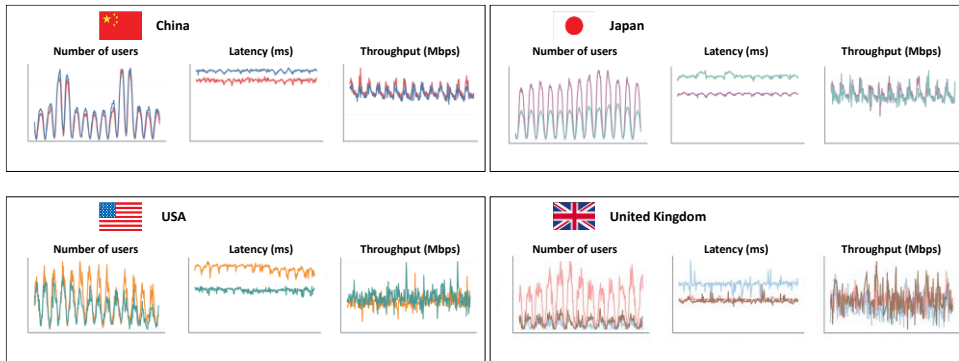 China
Number of users Latency (ms) Throughput (Mbps)
Japan
Number of users Latency (ms) Throughput (Mbps)
USA
Number of users Latency (ms) Throughput (Mbps)
United Kingdom
Number of users Latency (ms) Throughput (Mbps)